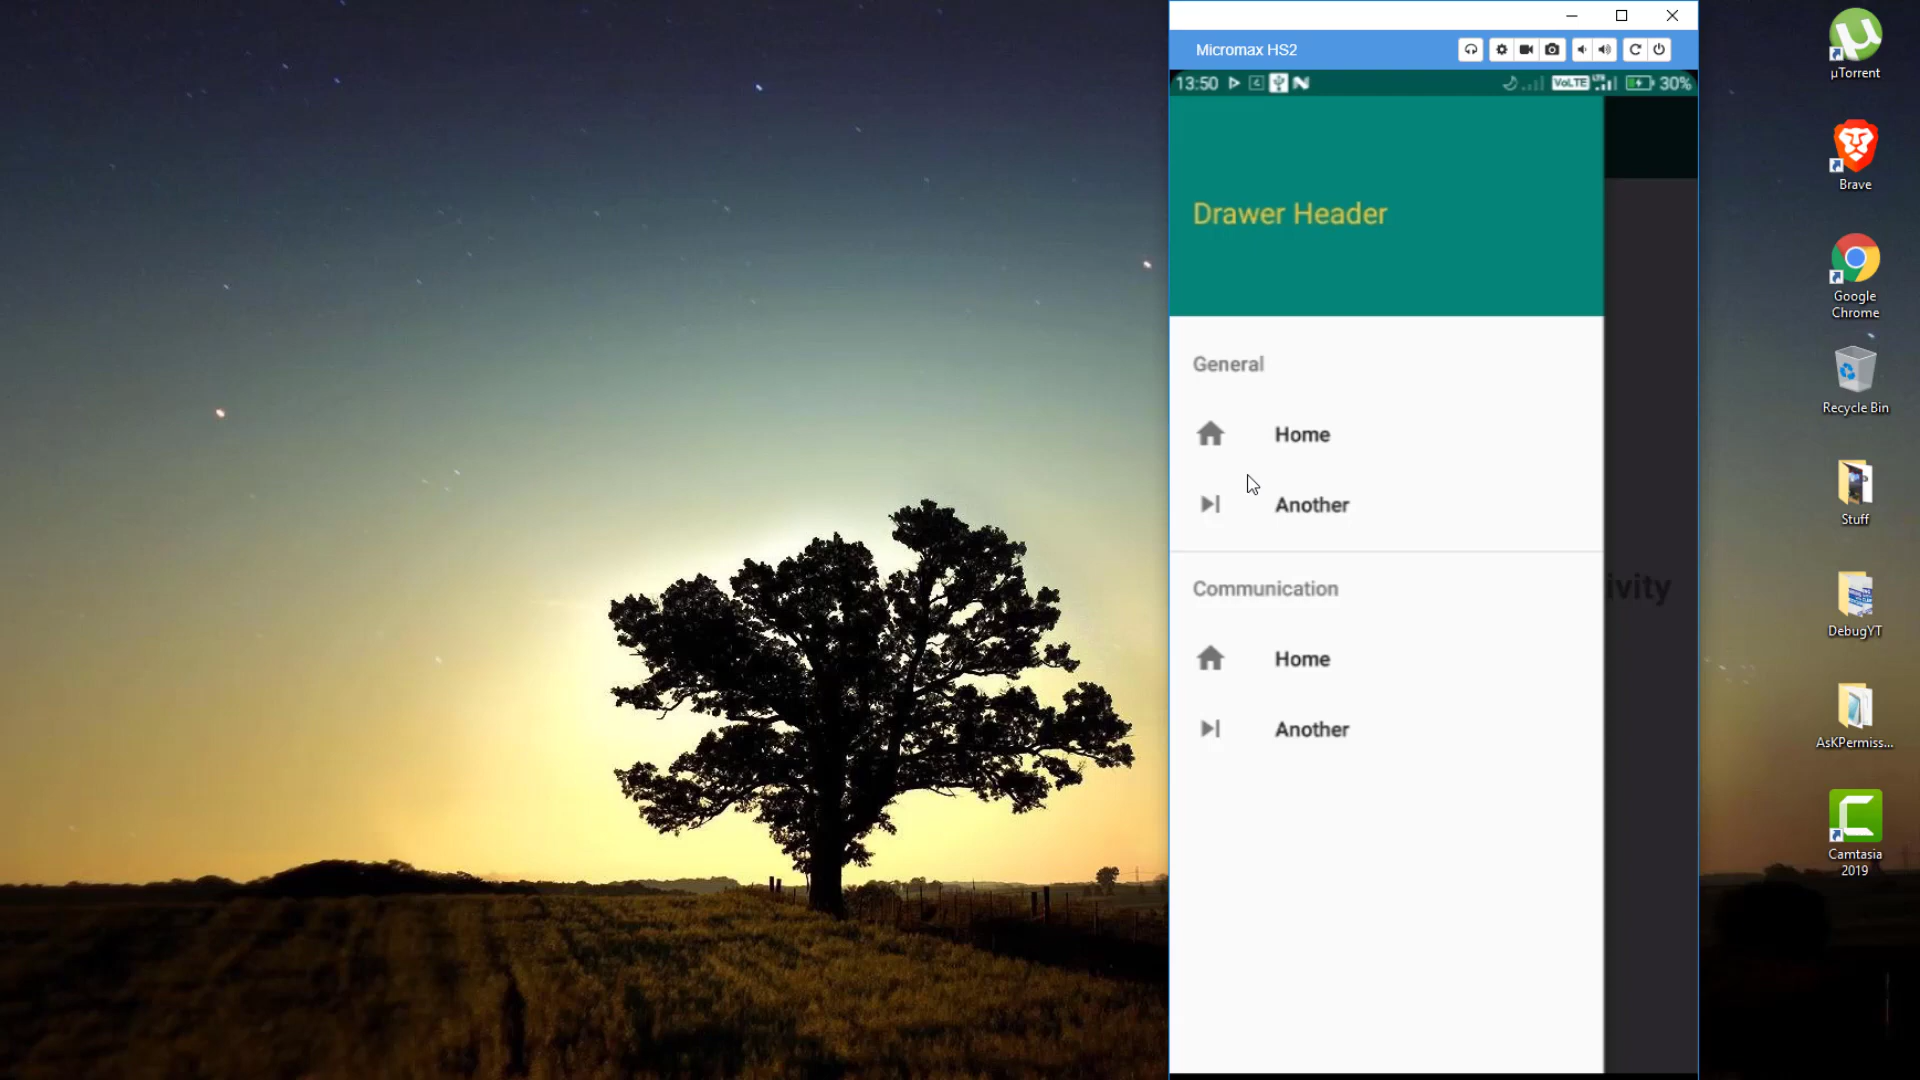 Micromax HS2
13:50
VoLTE
LTE
30%
Drawer Header
General
Home
Another
Communication
Home
Another
ivity
µTorrent
Brave
Google
Chrome
Recycle Bin
Stuff
DebugYT
AsKPermiss...
Camtasia
2019